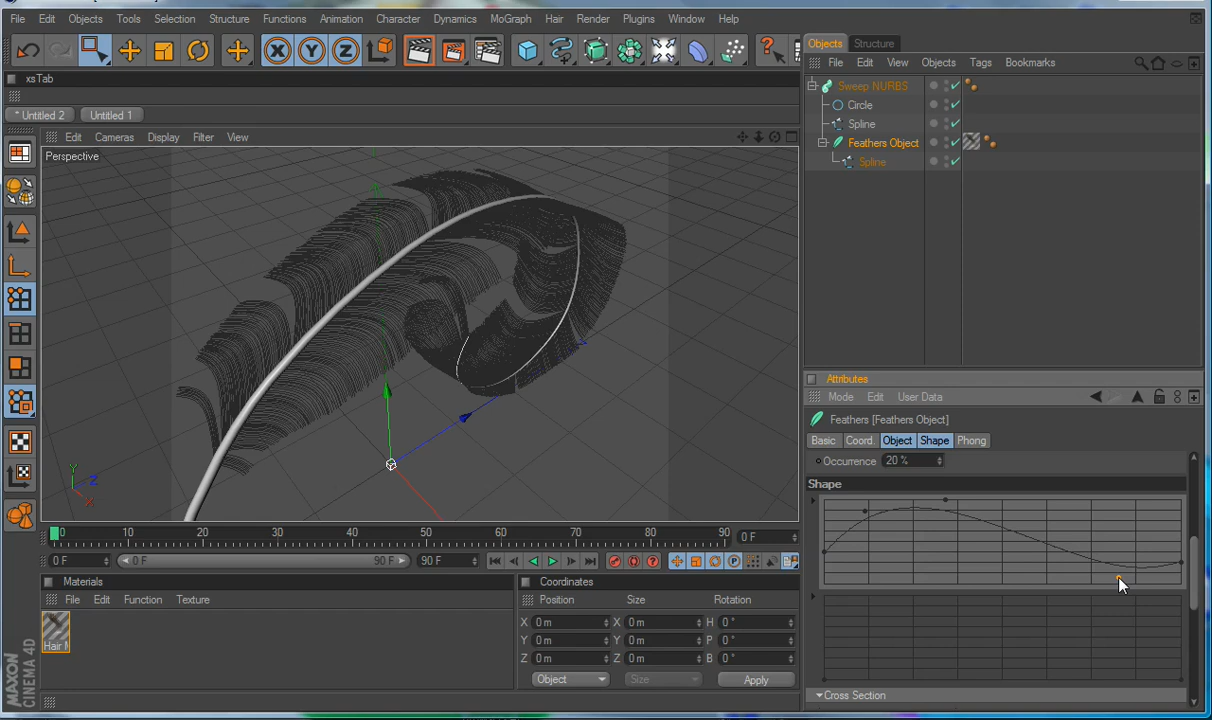 File Edit Objects Tools Selection Structure Functions Animation Character Dynamics MoGraph Hair Render Plugins Window Help
X Y Z ?
Objects Structure
File Edit View Objects Tags Bookmarks
xsTab
* Untitled 2 Untitled 1
Sweep NURBS
Circle
Spline
Feathers Object
Spline
Edit Cameras Display Filter View
Perspective
Y
Z
X
Attributes
Mode Edit User Data
Feathers [Feathers Object]
Basic Coord. Object Shape Phong
Occurrence 20 %
Shape
Cross Section
0 10 20 30 40 50 60 70 80 90 0 F
0 F 0 F 90 F 90 F ? P
Materials
File Edit Function Texture
Hair M
Coordinates
Position Size Rotation
X 0 m X 0 m H 0 °
Y 0 m Y 0 m P 0 °
Z 0 m Z 0 m B 0 °
Object Size Apply
MAXON
CINEMA 4D